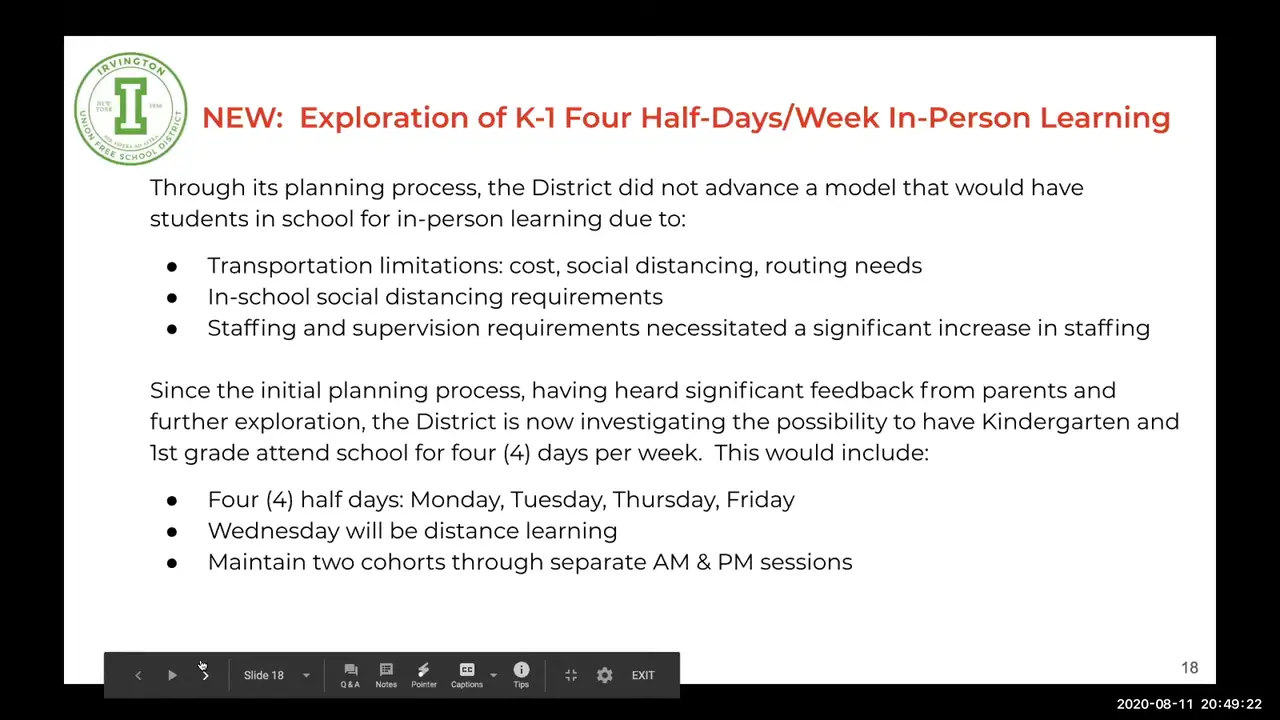 IRVINGTON
NEW YORK
1956
UNION FREE SCHOOL DISTRICT
NEW:  Exploration of K-1 Four Half-Days/Week In-Person Learning
Through its planning process, the District did not advance a model that would have
students in school for in-person learning due to:
● Transportation limitations: cost, social distancing, routing needs
● In-school social distancing requirements
● Staffing and supervision requirements necessitated a significant increase in staffing
Since the initial planning process, having heard significant feedback from parents and
further exploration, the District is now investigating the possibility to have Kindergarten and
1st grade attend school for four (4) days per week.  This would include:
● Four (4) half days: Monday, Tuesday, Thursday, Friday
● Wednesday will be distance learning
● Maintain two cohorts through separate AM & PM sessions
18
Slide 18
Q & A
Notes
Pointer
CC
Captions
Tips
EXIT
2020-08-11 20:49:22